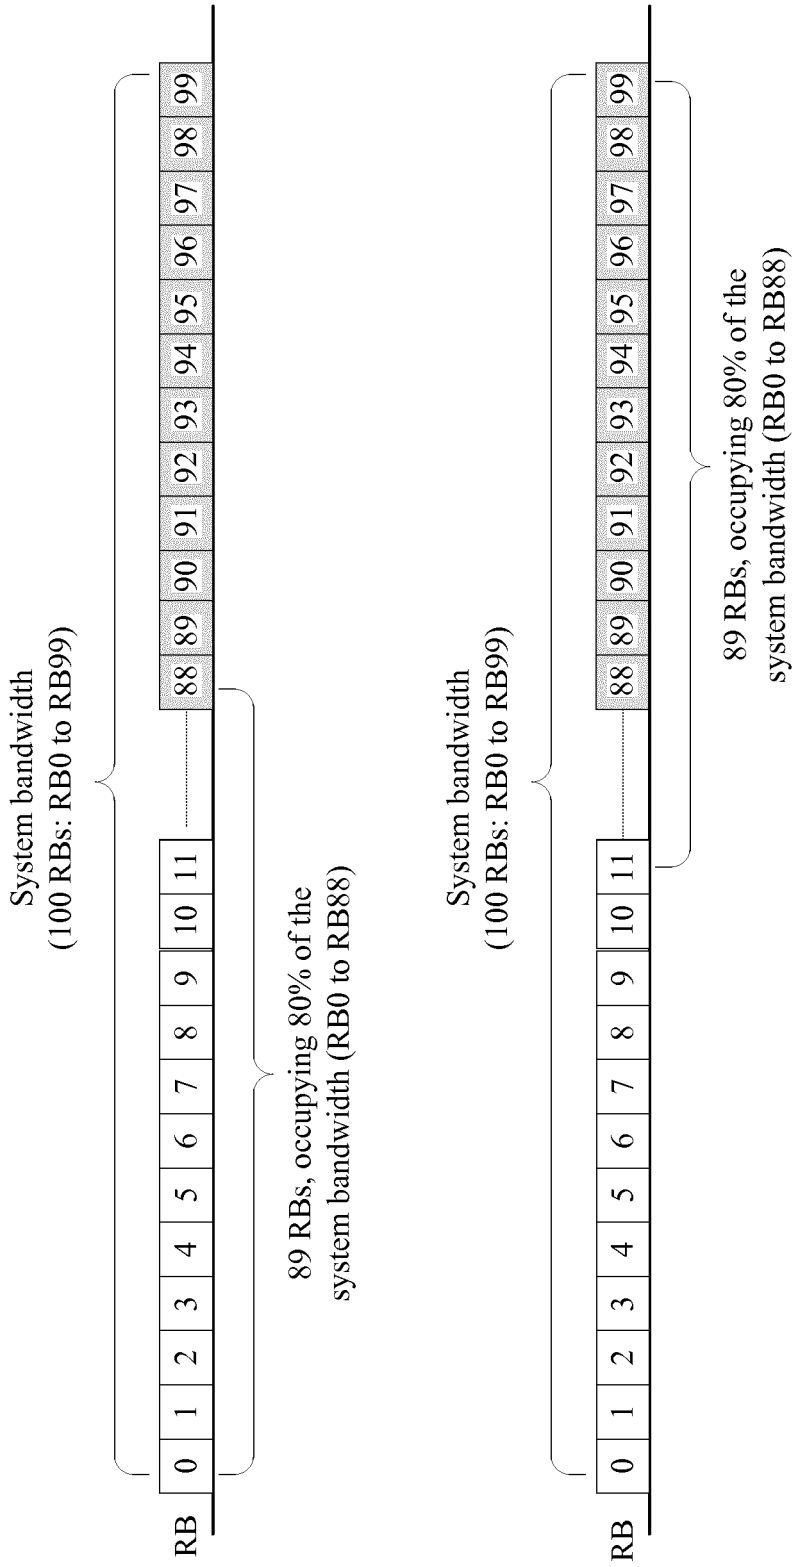 System bandwidth
(100 RBs: RB0 to RB99)
RB 0 1 2 3 4 5 6 7 8 9 10 11 88 89 90 91 92 93 94 95 96 97 98 99
89 RBs, occupying 80% of the
system bandwidth (RB0 to RB88)
System bandwidth
(100 RBs: RB0 to RB99)
RB 0 1 2 3 4 5 6 7 8 9 10 11 88 89 90 91 92 93 94 95 96 97 98 99
89 RBs, occupying 80% of the
system bandwidth (RB0 to RB88)